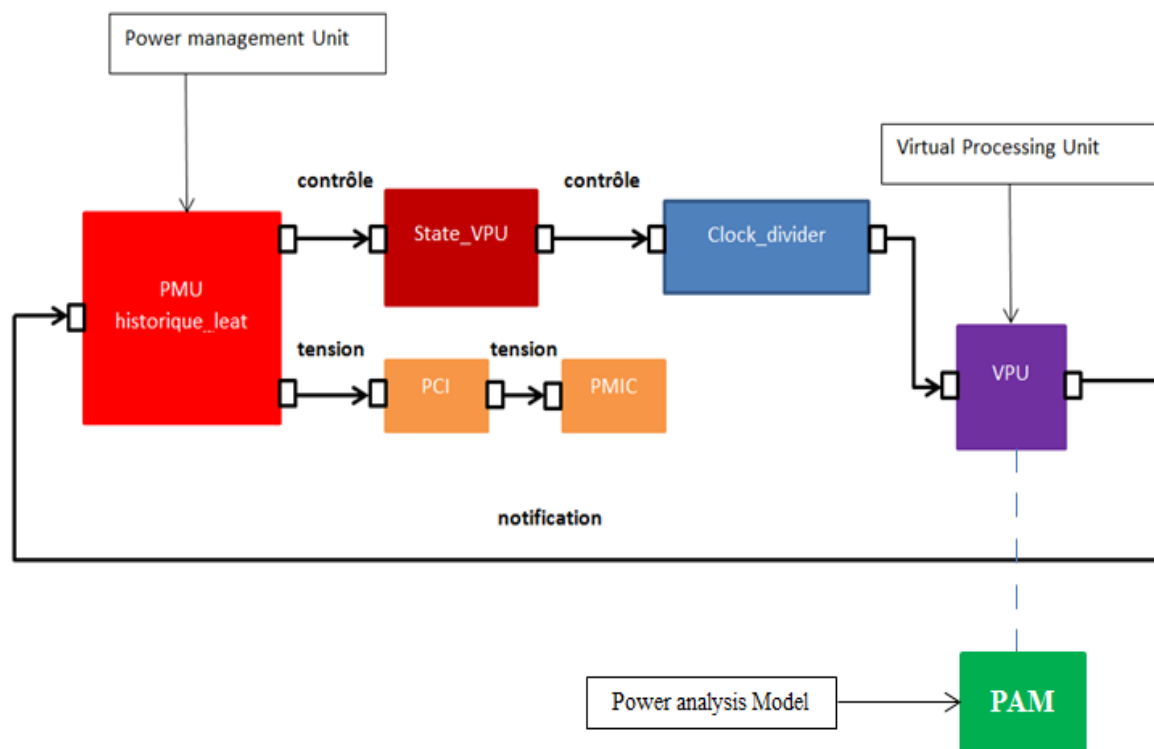 Power management Unit
Virtual Processing Unit
contrôle
contrôle
State_VPU
Clock_divider
PMU
historique_leat
tension
tension
PCI
PMIC
VPU
notification
Power analysis Model
PAM